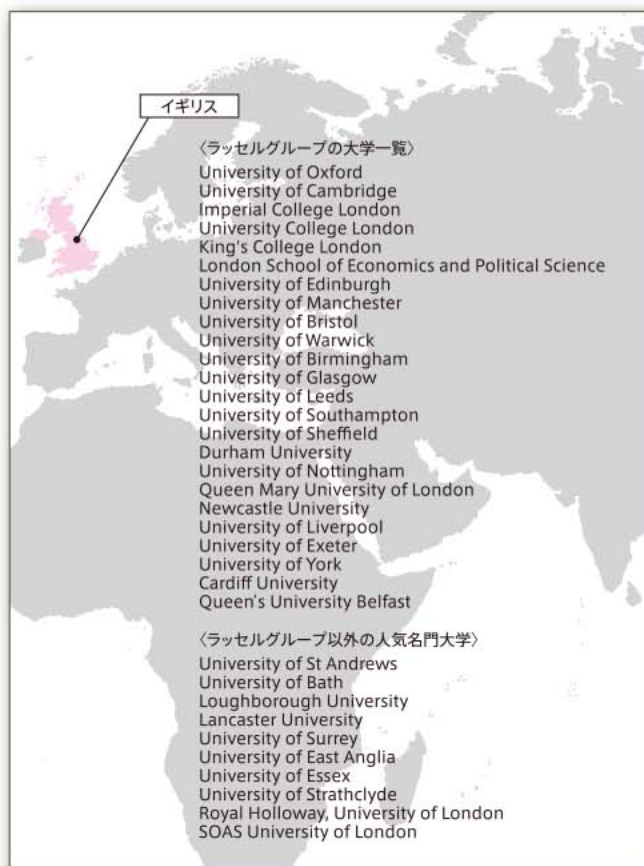 イギリス
〈ラッセルグループの大学一覧〉
University of Oxford
University of Cambridge
Imperial College London
University College London
King's College London
London School of Economics and Political Science
University of Edinburgh
University of Manchester
University of Bristol
University of Warwick
University of Birmingham
University of Glasgow
University of Leeds
University of Southampton
University of Sheffield
Durham University
University of Nottingham
Queen Mary University of London
Newcastle University
University of Liverpool
University of Exeter
University of York
Cardiff University
Queen's University Belfast
〈ラッセルグループ以外の人気名門大学〉
University of St Andrews
University of Bath
Loughborough University
Lancaster University
University of Surrey
University of East Anglia
University of Essex
University of Strathclyde
Royal Holloway, University of London
SOAS University of London